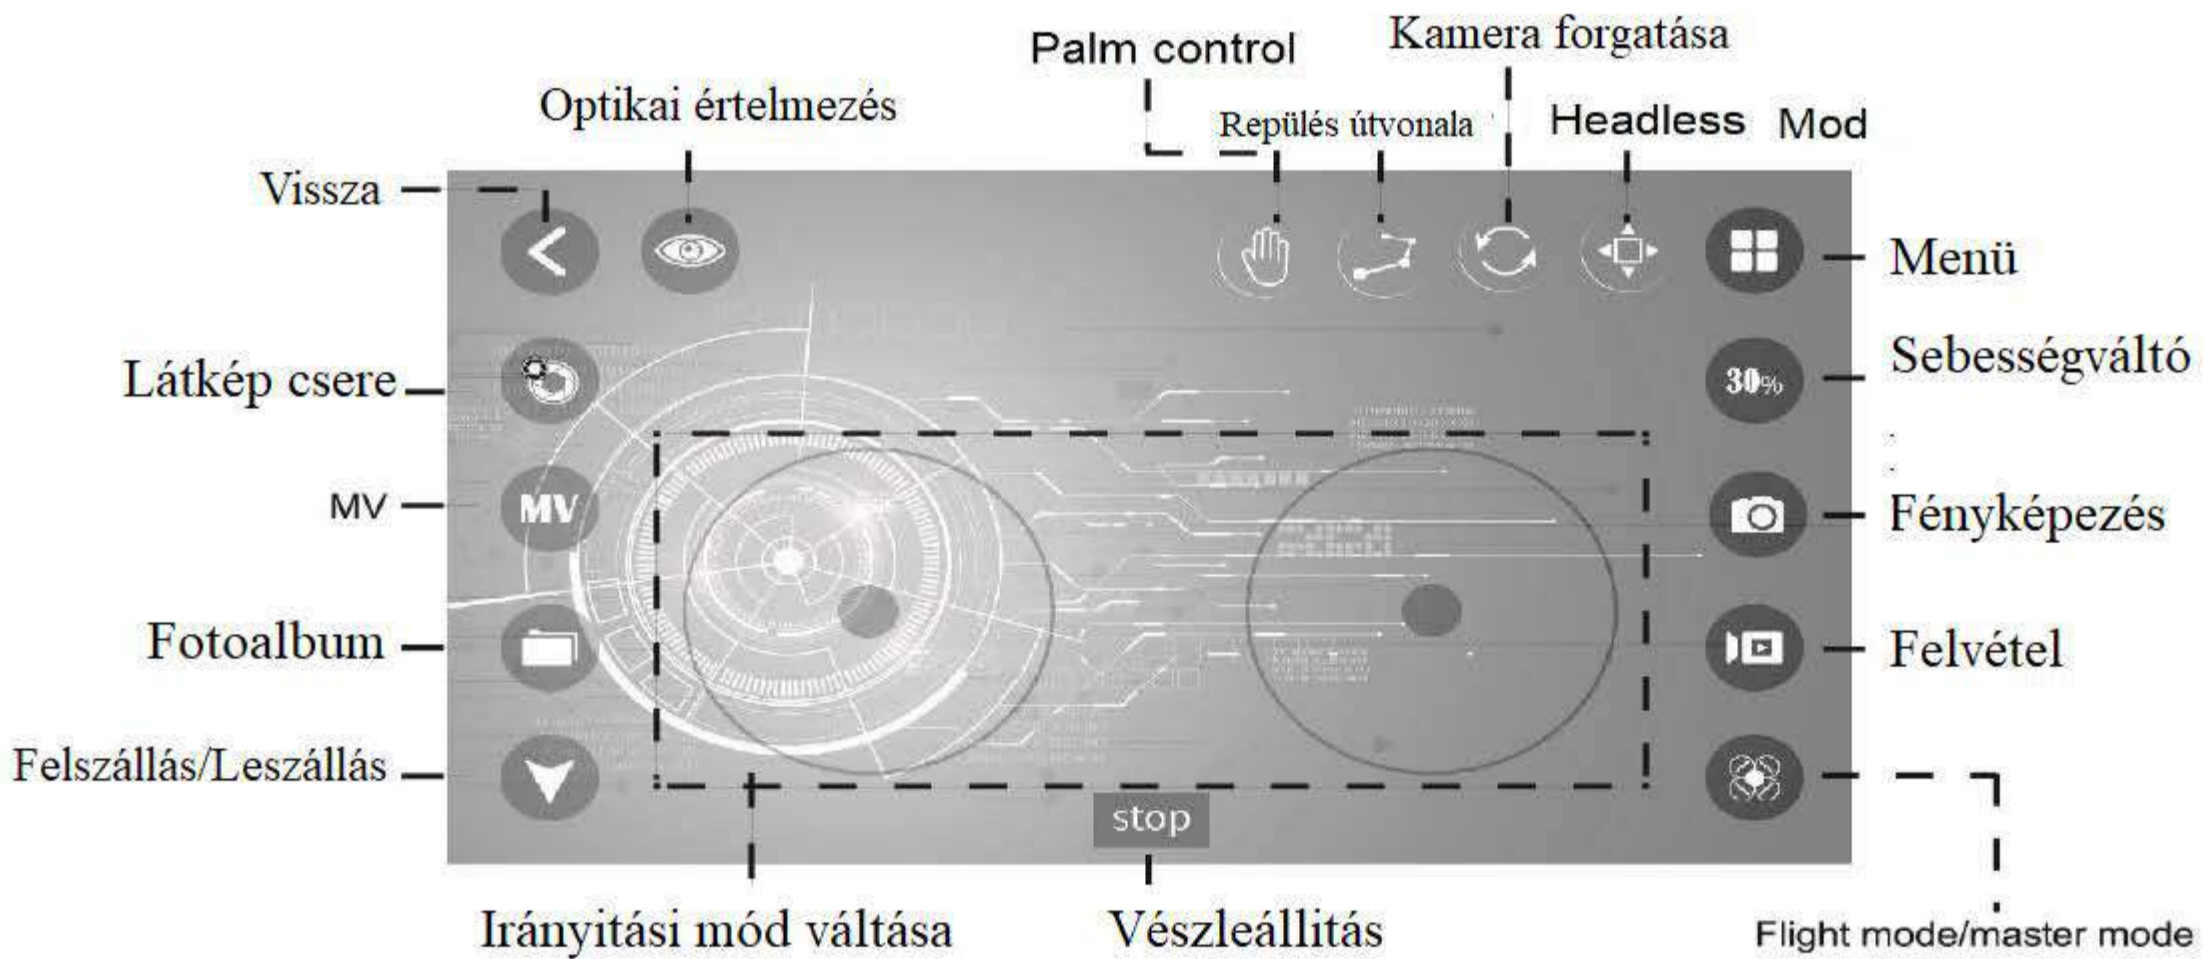 Kamera forgatása
Palm control
Optikai értelmezés
Repülés útvonala
Headless Mod
Vissza
Menü
Látkép csere
Sebességváltó
30%
MV
MV
Fényképezés
Fotoalbum
Felvétel
Felszállás/Leszállás
stop
Irányitási mód váltása
Vészleállitás
Flight mode/master mode